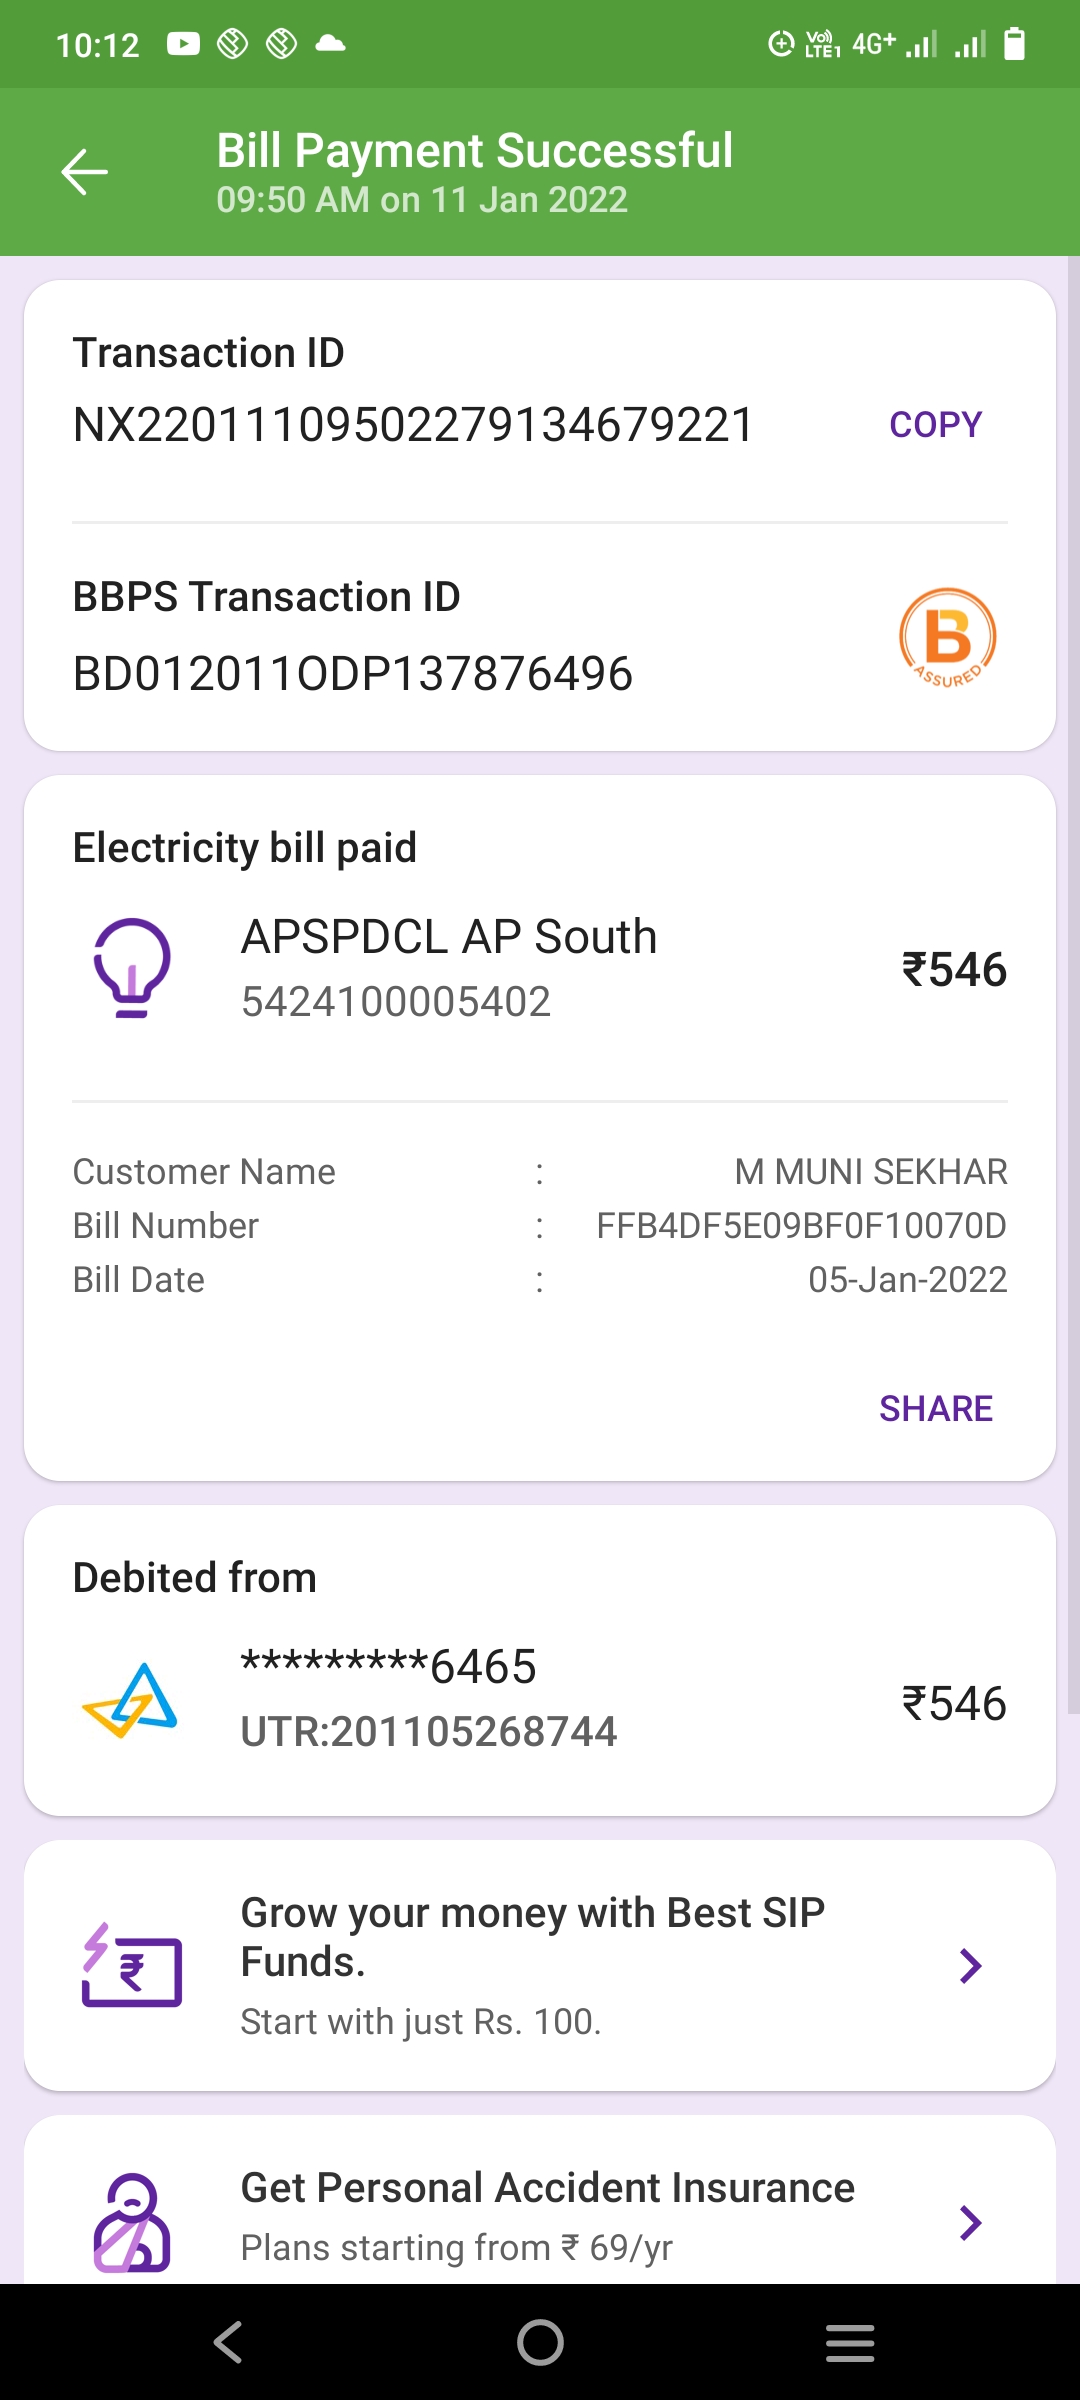 10:12 Vo)) LTE1 4G+
Bill Payment Successful
09:50 AM on 11 Jan 2022
Transaction ID
NX22011109502279134679221 COPY
BBPS Transaction ID
BD012011ODP137876496
B ASSURED
Electricity bill paid
APSPDCL AP South
5424100005402
₹546
Customer Name : M MUNI SEKHAR
Bill Number : FFB4DF5E09BF0F10070D
Bill Date : 05-Jan-2022
SHARE
Debited from
*********6465
UTR:201105268744
₹546
Grow your money with Best SIP
Funds.
Start with just Rs. 100.
Get Personal Accident Insurance
Plans starting from ₹ 69/yr